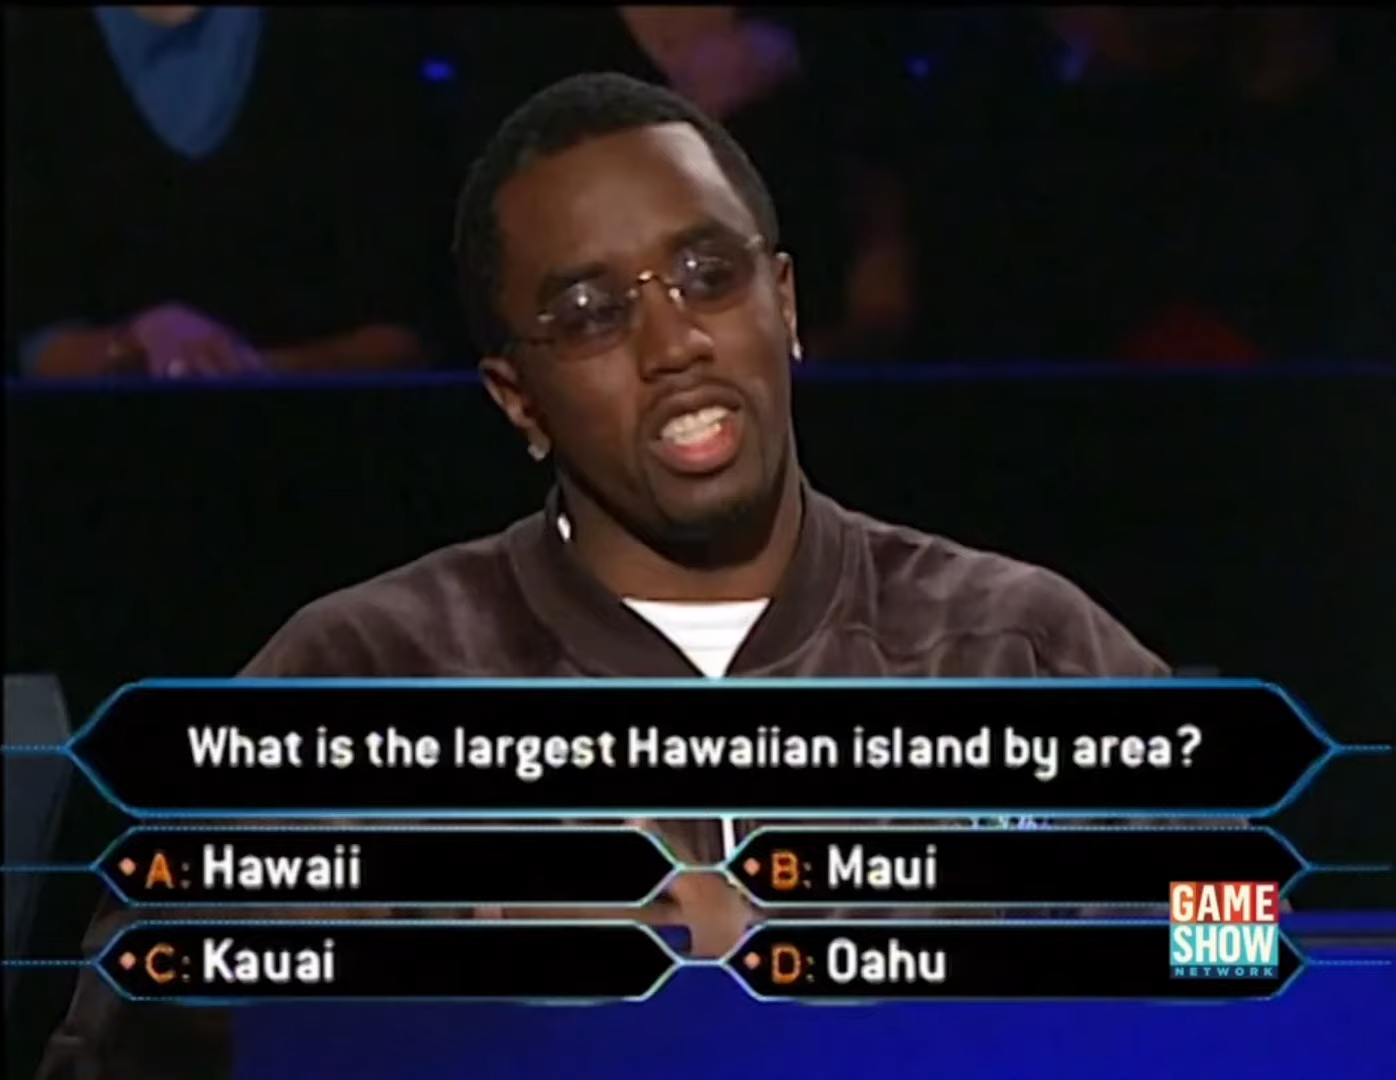 What is the largest Hawaiian island by area?
A: Hawaii
B: Maui
C: Kauai
D: Oahu
GAME
SHOW
NETWORK